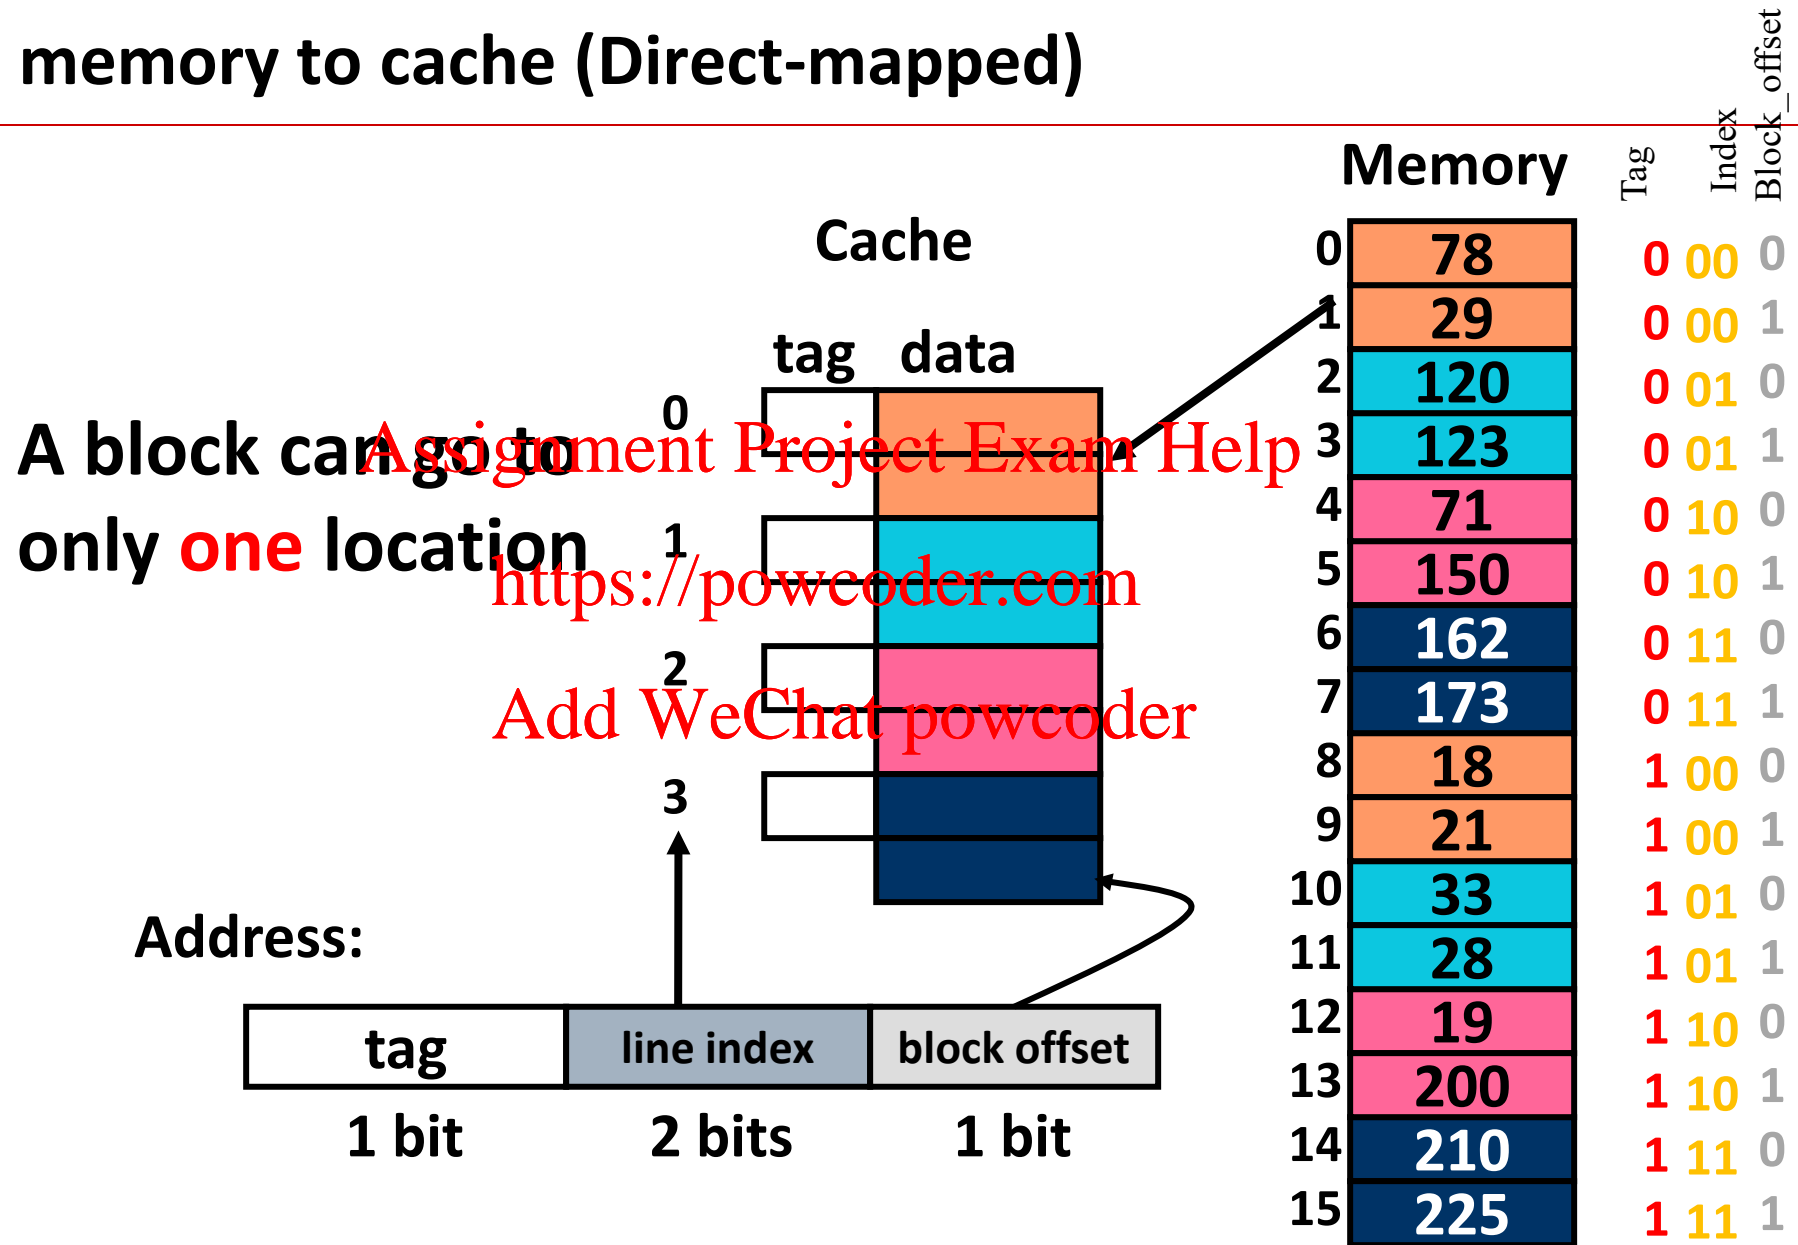 memory to cache (Direct-mapped)
Tag
Index
Block_offset
Memory
Cache
tag data
A block can go to
only one location
Assignment Project Exam Help
https://powcoder.com
Add WeChat powcoder
0
1
2
3
0 78 0 00 0
1 29 0 00 1
2 120 0 01 0
3 123 0 01 1
4 71 0 10 0
5 150 0 10 1
6 162 0 11 0
7 173 0 11 1
8 18 1 00 0
9 21 1 00 1
10 33 1 01 0
11 28 1 01 1
12 19 1 10 0
13 200 1 10 1
14 210 1 11 0
15 225 1 11 1
Address:
tag line index block offset
1 bit 2 bits 1 bit